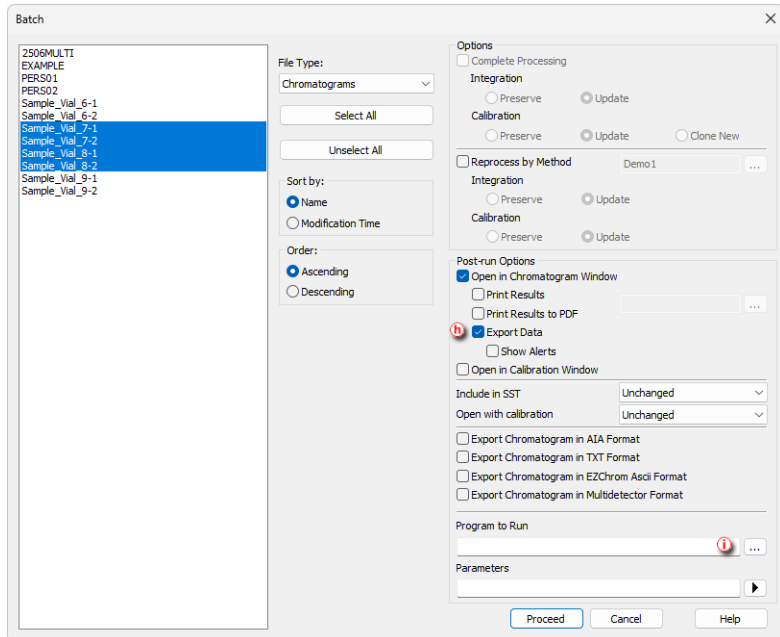 Batch
2506MULTI
EXAMPLE
PERS01
PERS02
Sample_Vial_6-1
Sample_Vial_6-2
Sample_Vial_7-1
Sample_Vial_7-2
Sample_Vial_8-1
Sample_Vial_8-2
Sample_Vial_9-1
Sample_Vial_9-2
File Type:
Chromatograms
Select All
Unselect All
Sort by:
Name
Modification Time
Order:
Ascending
Descending
Options
Complete Processing
Integration
Preserve Update
Calibration
Preserve Update Clone New
Reprocess by Method Demo1 ...
Integration
Preserve Update
Calibration
Preserve Update
Post-run Options
Open in Chromatogram Window
Print Results
...
Print Results to PDF
h Export Data
Show Alerts
Open in Calibration Window
Include in SST Unchanged
Open with calibration Unchanged
Export Chromatogram in AIA Format
Export Chromatogram in TXT Format
Export Chromatogram in EZChrom Ascii Format
Export Chromatogram in Multidetector Format
Program to Run
i ...
Parameters
Proceed Cancel Help